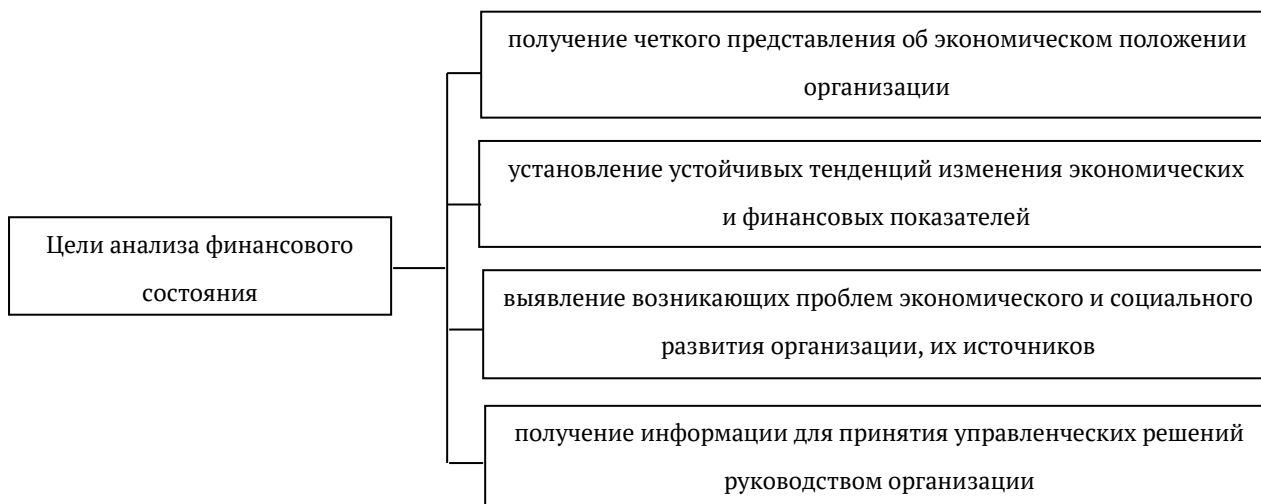 получение четкого представления об экономическом положении
организации
установление устойчивых тенденций изменения экономических
и финансовых показателей
Цели анализа финансового
состояния
выявление возникающих проблем экономического и социального
развития организации, их источников
получение информации для принятия управленческих решений
руководством организации